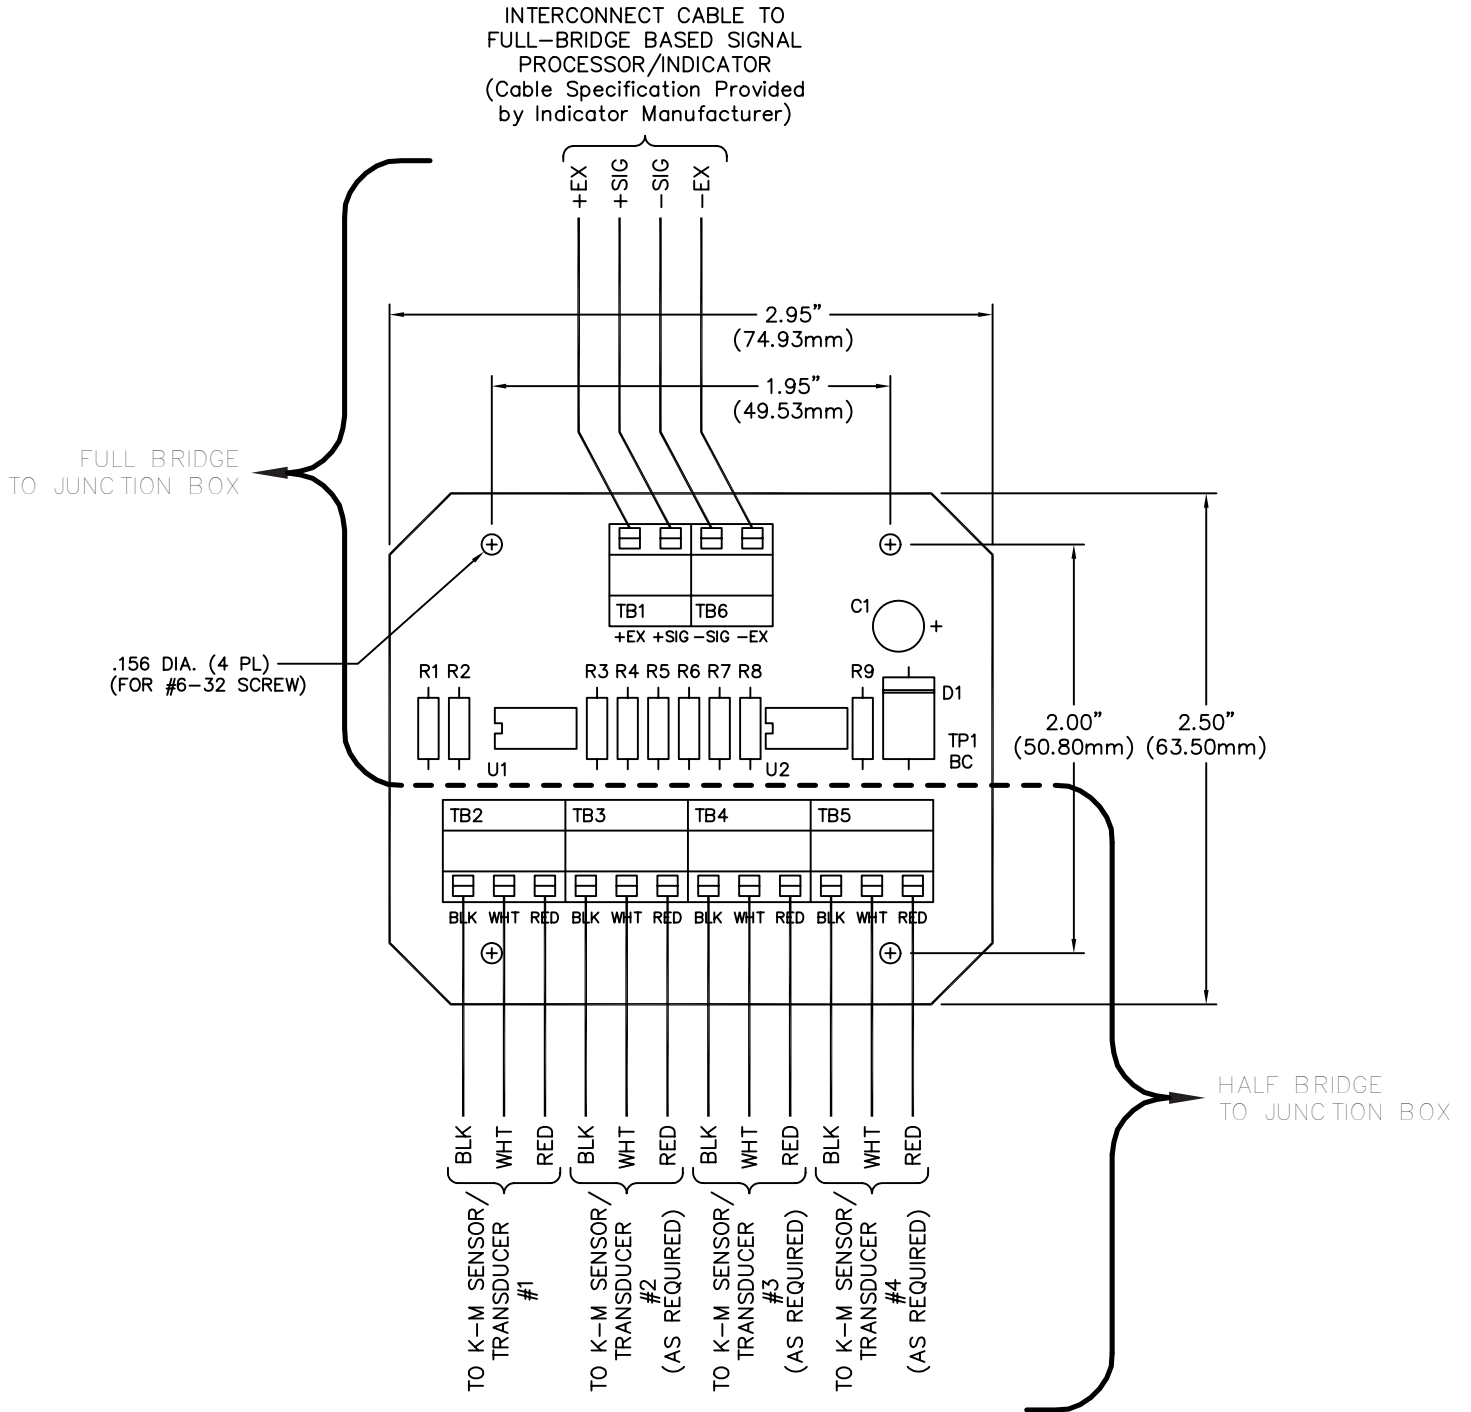 INTERCONNECT CABLE TO
FULL-BRIDGE BASED SIGNAL
PROCESSOR/INDICATOR
(Cable Specification Provided
by Indicator Manufacturer)
+EX
+SIG
-SIG
-EX
2.95"
(74.93mm)
1.95"
(49.53mm)
FULL BRIDGE
TO JUNCTION BOX
TB1 TB6
+EX +SIG -SIG -EX
C1
+
.156 DIA. (4 PL)
(FOR #6-32 SCREW)
R1 R2 R3 R4 R5 R6 R7 R8 R9
D1
U1
U2
TP1
BC
2.00"
(50.80mm)
2.50"
(63.50mm)
TB2 TB3 TB4 TB5
BLK WHT RED BLK WHT RED BLK WHT RED BLK WHT RED
HALF BRIDGE
TO JUNCTION BOX
BLK
WHT
RED
BLK
WHT
RED
BLK
WHT
RED
BLK
WHT
RED
TO K-M SENSOR/
TRANSDUCER
#1
TO K-M SENSOR/
TRANSDUCER
#2
(AS REQUIRED)
TO K-M SENSOR/
TRANSDUCER
#3
(AS REQUIRED)
TO K-M SENSOR/
TRANSDUCER
#4
(AS REQUIRED)